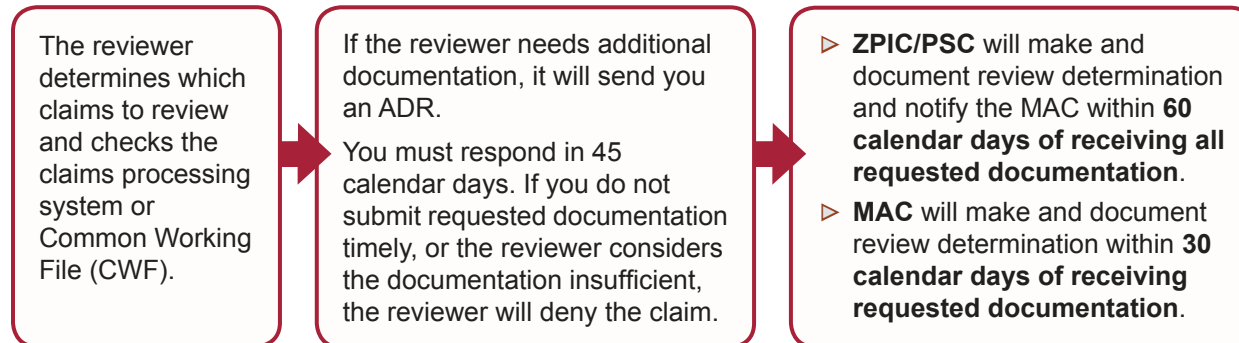 The reviewer
determines which
claims to review
and checks the
claims processing
system or
Common Working
File (CWF).
If the reviewer needs additional
documentation, it will send you
an ADR.
You must respond in 45
calendar days. If you do not
submit requested documentation
timely, or the reviewer considers
the documentation insufficient,
the reviewer will deny the claim.
ZPIC/PSC will make and
document review determination
and notify the MAC within 60
calendar days of receiving all
requested documentation.
MAC will make and document
review determination within 30
calendar days of receiving
requested documentation.